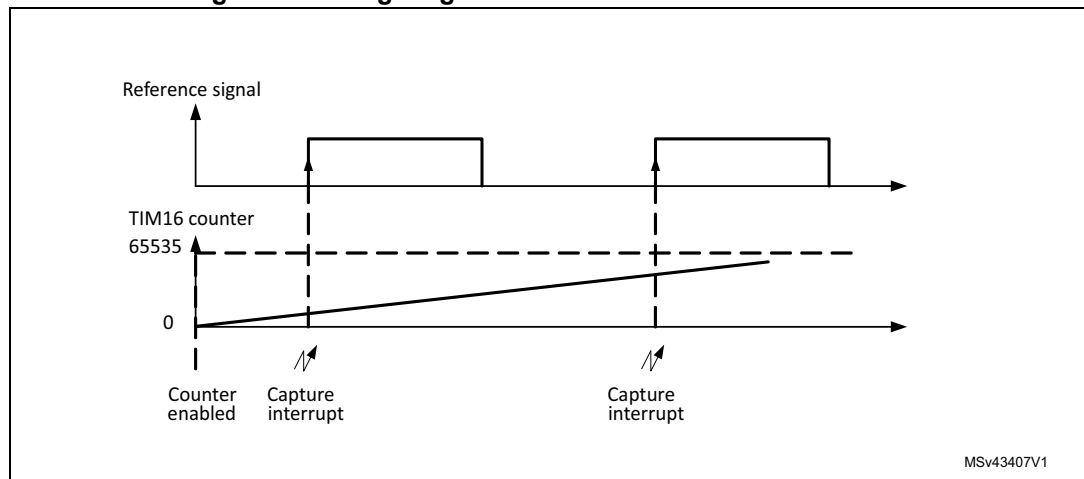 Reference signal
TIM16 counter
65535
0
Counter
enabled
Capture
interrupt
Capture
interrupt
MSv43407V1